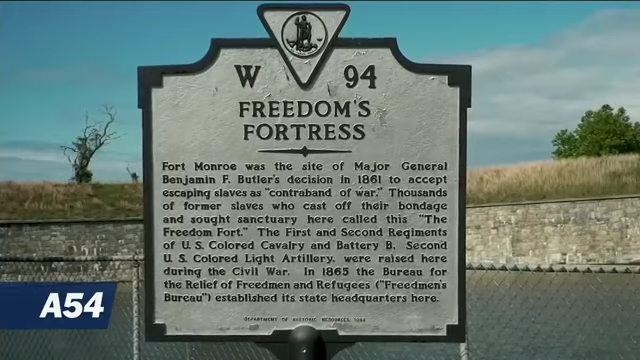 W 94
FREEDOM'S
FORTRESS
Fort Monroe was the site of Major General
Benjamin F. Butler's decision in 1861 to accept
escaping slaves as "contraband of war." Thousands
of former slaves who cast off their bondage
and sought sanctuary here called this "The
Freedom Fort." The First and Second Regiments
of U.S. Colored Cavalry and Battery B, Second
U.S. Colored Light Artillery, were raised here
during the Civil War. In 1865 the Bureau for
the Relief of Freedmen and Refugees ("Freedmen's
Bureau") established its state headquarters here.
DEPARTMENT OF HISTORIC RESOURCES
A54